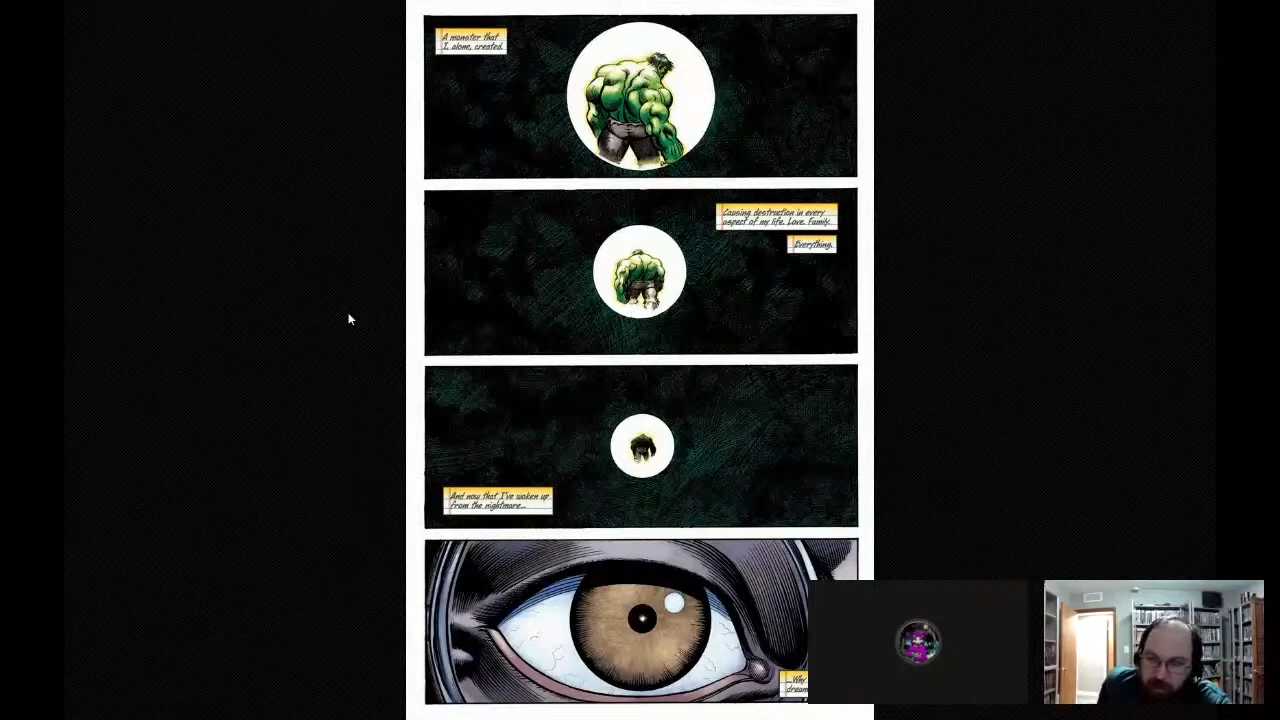 A monster that
I, alone, created.
Causing destruction in every
aspect of my life. Love. Family.
Everything.
And now that I've woken up
from the nightmare...
...Why